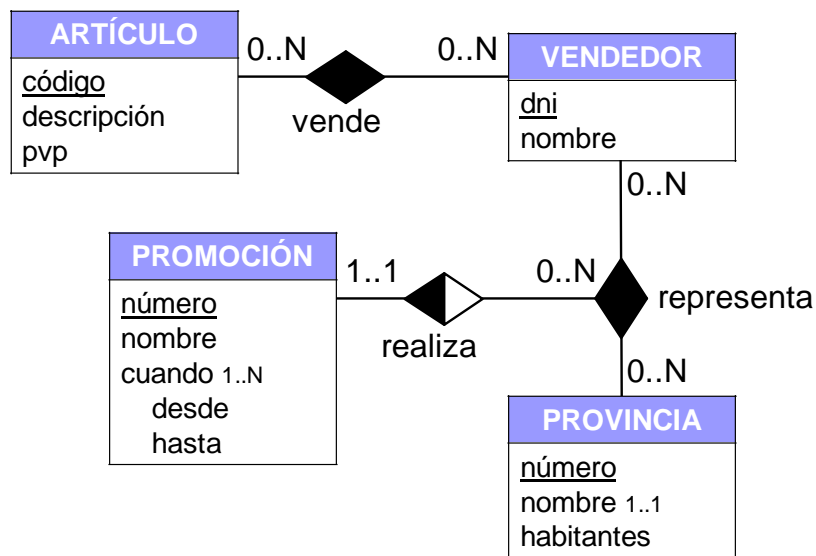 ARTÍCULO
código
descripción
pvp
0..N
0..N
vende
VENDEDOR
dni
nombre
0..N
PROMOCIÓN
número
nombre
cuando 1..N
desde
hasta
1..1
0..N
realiza
representa
0..N
PROVINCIA
número
nombre 1..1
habitantes